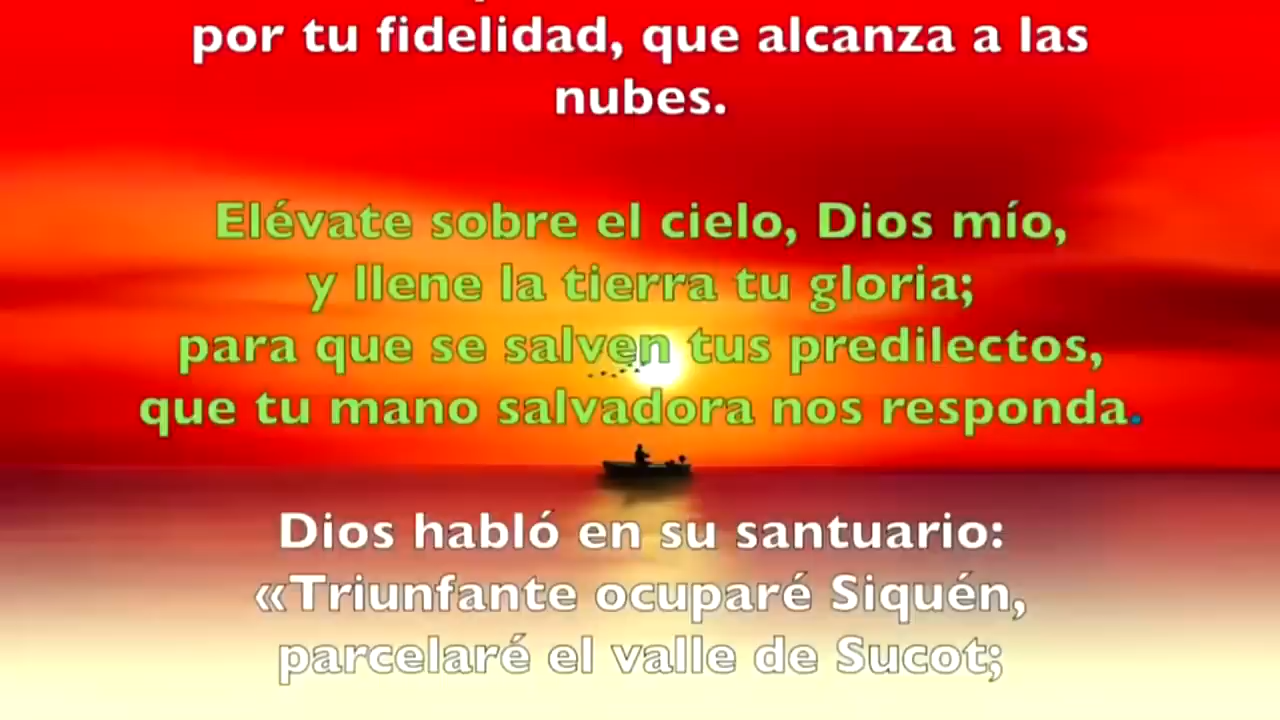 por tu fidelidad, que alcanza a las
nubes.
Elévate sobre el cielo, Dios mío,
y llene la tierra tu gloria;
para que se salven tus predilectos,
que tu mano salvadora nos responda.
Dios habló en su santuario:
«Triunfante ocuparé Siquén,
parcelaré el valle de Sucot;